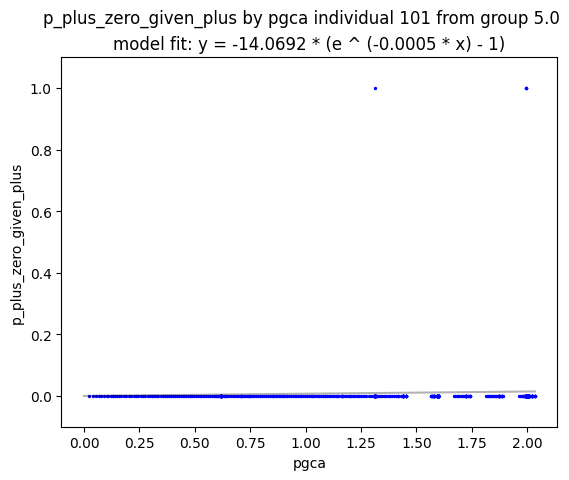 p_plus_zero_given_plus by pgca individual 101 from group 5.0
model fit: y = -14.0692 * (e ^ (-0.0005 * x) - 1)
1.0
0.8
0.6
0.4
0.2
0.0
p_plus_zero_given_plus
0.00 0.25 0.50 0.75 1.00 1.25 1.50 1.75 2.00
pgca